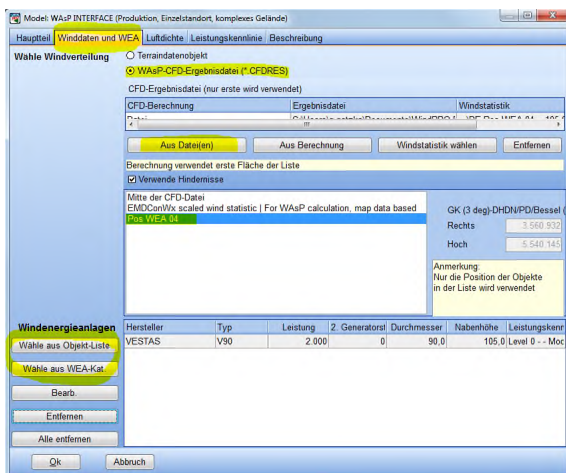 Model: WAsP INTERFACE (Produktion, Einzelstandort, komplexes Gelände)
Hauptteil Winddaten und WEA Luftdichte Leistungskennlinie Beschreibung
Wähle Windverteilung
Terraindatenobjekt
WAsP-CFD-Ergebnisdatei (*.CFDRES)
CFD-Ergebnisdatei (nur erste wird verwendet)
CFD-Berechnung Ergebnisdatei Windstatistik
Aus Datei(en) Aus Berechnung Windstatistik wählen Entfernen
Berechnung verwendet erste Fläche der Liste
Verwende Hindernisse
Mitte der CFD-Datei
EMDConWx scaled wind statistic | For WAsP calculation, map data based
Pos WEA 04
GK (3 deg)-DHDN/PD/Bessel (
Rechts 3.560.932
Hoch 5.540.145
Anmerkung:
Nur die Position der Objekte
in der Liste wird verwendet
Windenergieanlagen
Hersteller Typ Leistung 2. Generatorst Durchmesser Nabenhöhe Leistungskenn
VESTAS V90 2.000 0 90,0 105,0 Level 0 - - Moc
Wähle aus Objekt-Liste
Wähle aus WEA-Kat.
Bearb.
Entfernen
Alle entfernen
Ok Abbruch